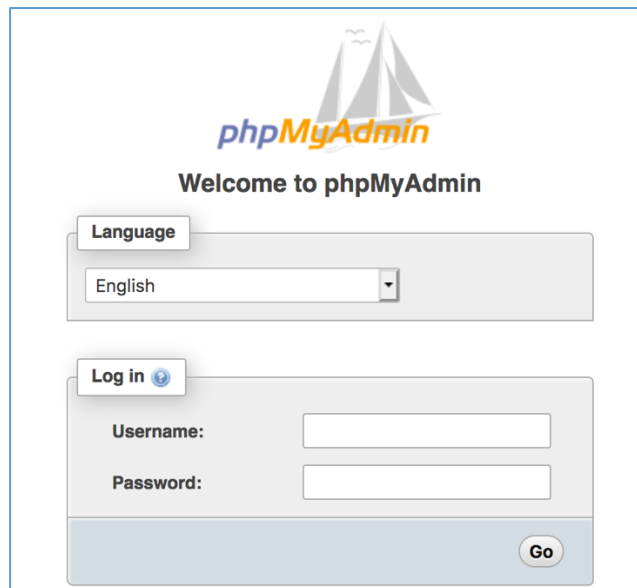 phpMyAdmin
Welcome to phpMyAdmin
Language
English
Log in
Username:
Password:
Go